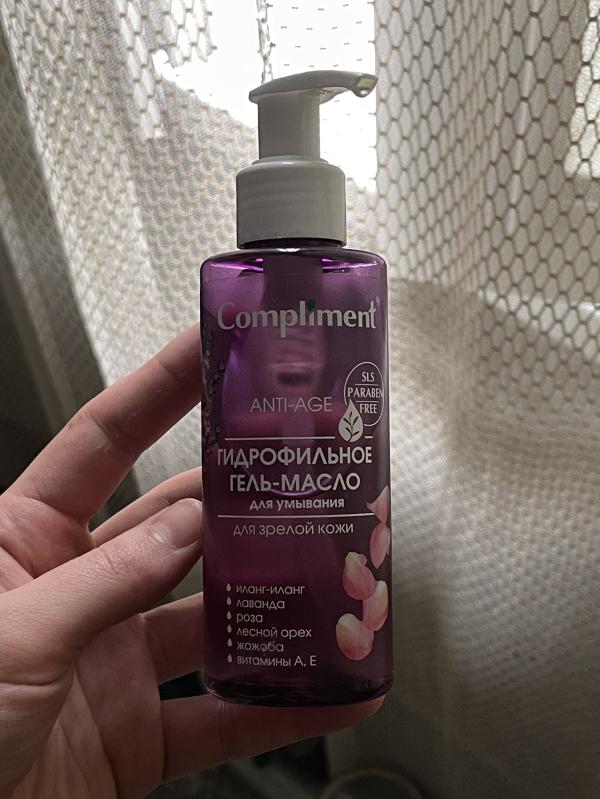 Compliment®
ANTI-AGE
SLS
PARABEN
FREE
ГИДРОФИЛЬНОЕ
ГЕЛЬ-МАСЛО
для умывания
для зрелой кожи
иланг-иланг
лаванда
роза
лесной орех
жожоба
витамины А, Е